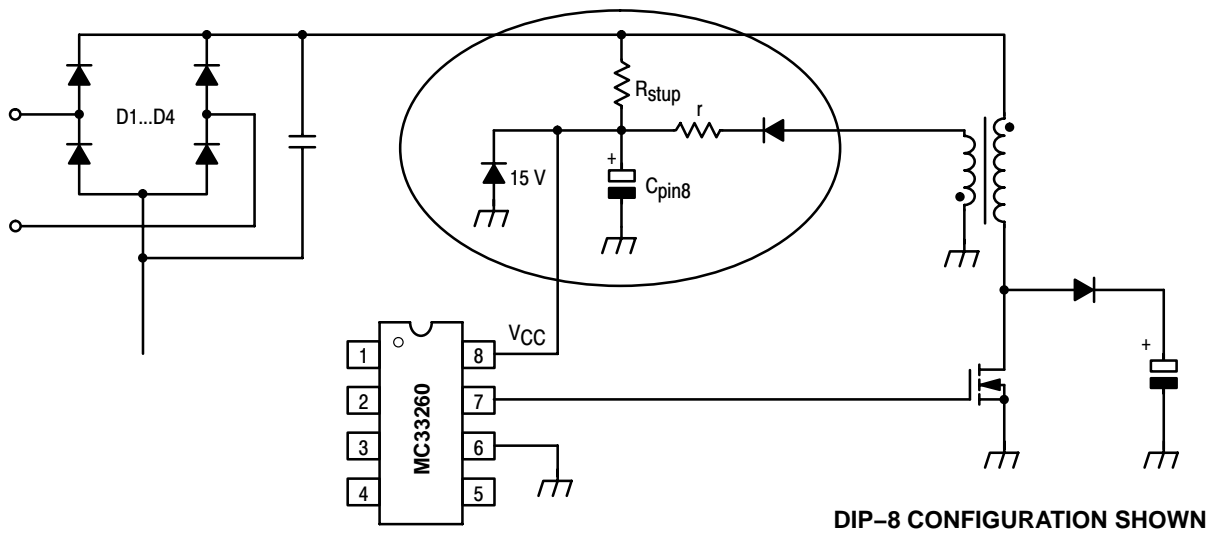 D1...D4
Rstup
r
+
15 V
Cpin8
VCC
+
1
8
2
7
3
6
4
5
MC33260
DIP–8 CONFIGURATION SHOWN